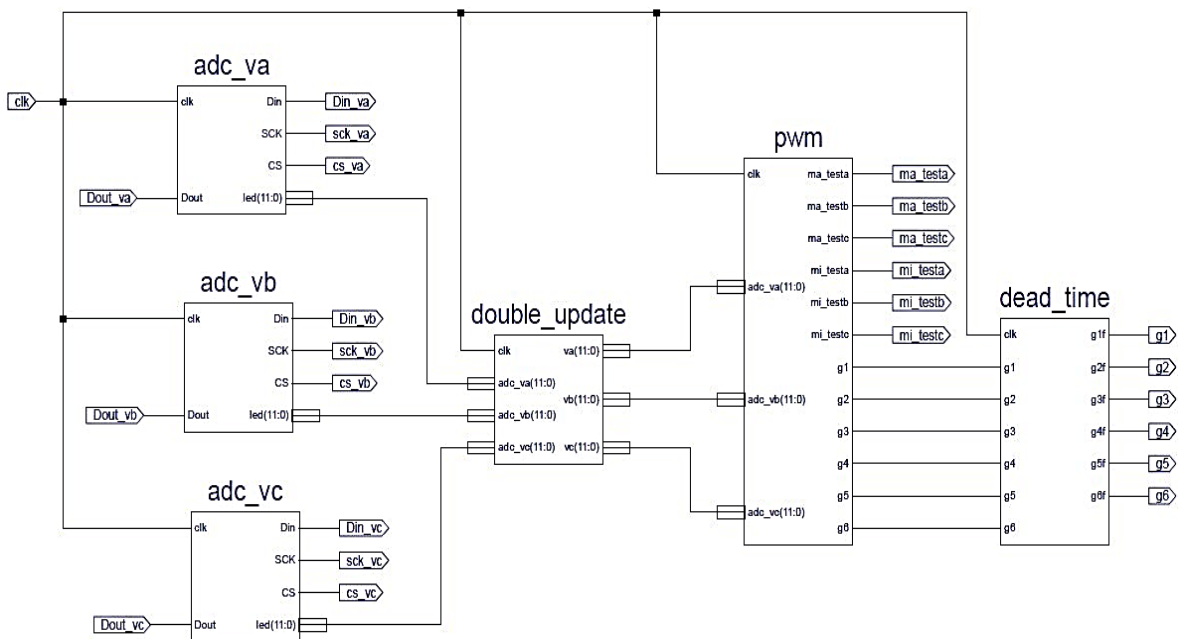 clk
adc_va
clk
Din
Din_va
SCK
sck_va
CS
cs_va
Dout_va
Dout
led(11:0)
adc_vb
clk
Din
Din_vb
SCK
sck_vb
CS
cs_vb
Dout_vb
Dout
led(11:0)
adc_vc
clk
Din
Din_vc
SCK
sck_vc
CS
cs_vc
Dout_vc
Dout
led(11:0)
double_update
clk
va(11:0)
adc_va(11:0)
vb(11:0)
adc_vb(11:0)
adc_vc(11:0)
vc(11:0)
pwm
clk
ma_testa
ma_testa
ma_testb
ma_testb
ma_testc
ma_testc
mi_testa
mi_testa
adc_va(11:0)
mi_testb
mi_testb
mi_testc
mi_testc
g1
g2
adc_vb(11:0)
g3
g4
g5
adc_vc(11:0)
g6
dead_time
clk
g1f
g1
g1
g2f
g2
g2
g3f
g3
g3
g4f
g4
g4
g5f
g5
g5
g6f
g6
g6